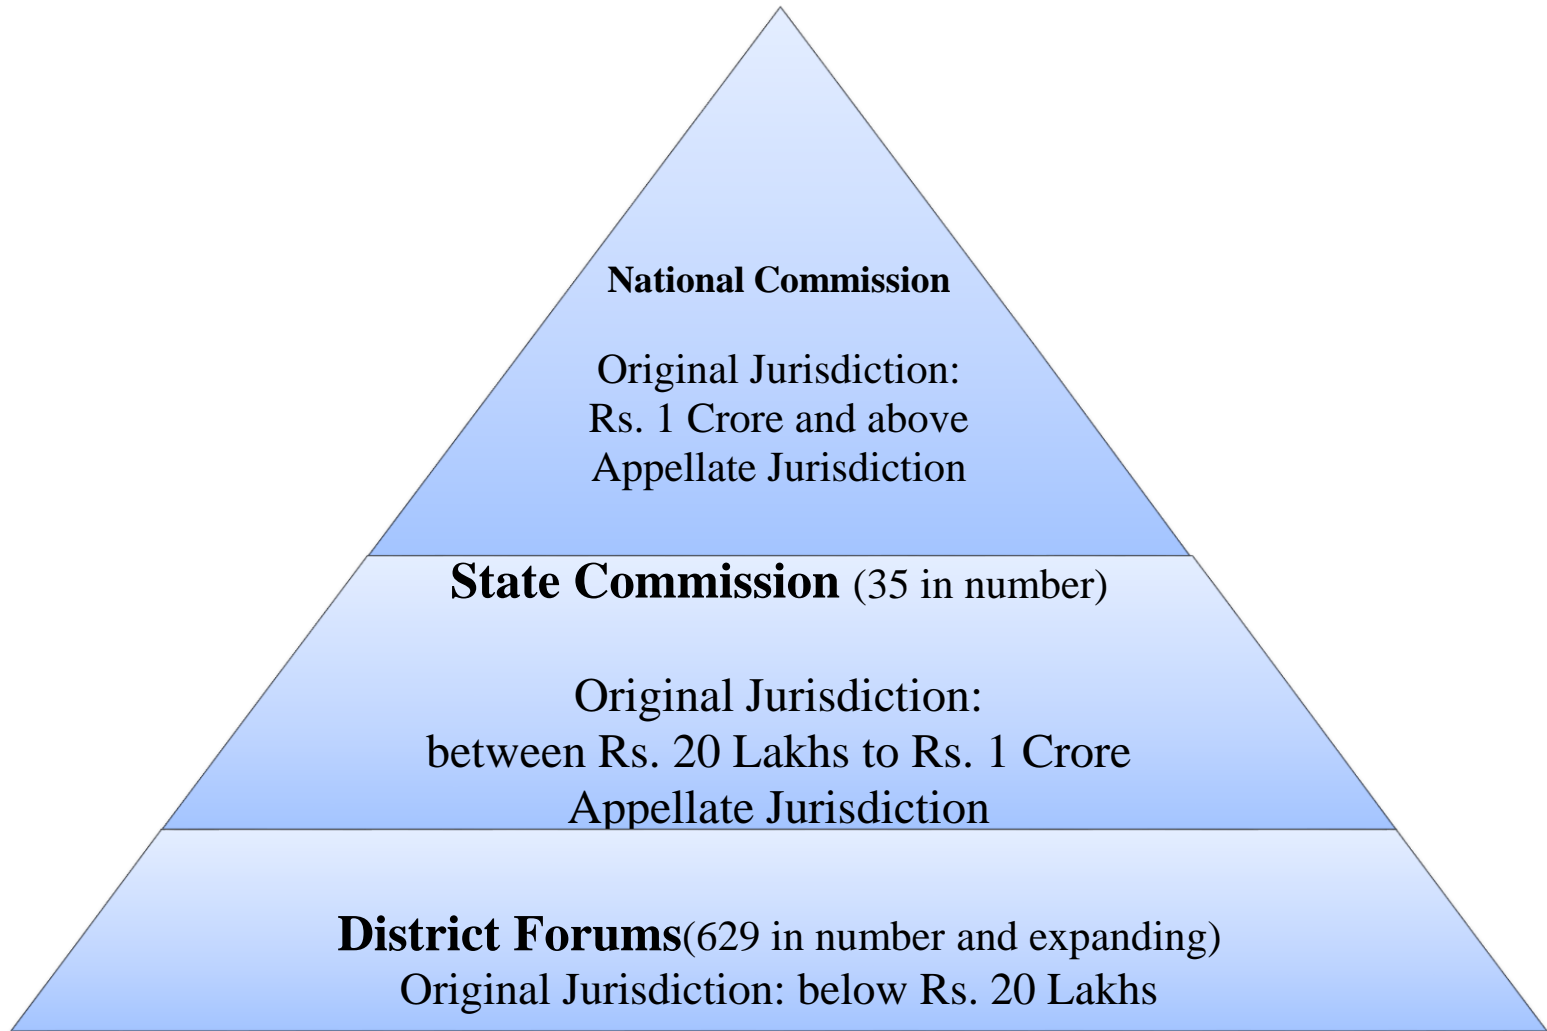 National Commission
Original Jurisdiction:
Rs. 1 Crore and above
Appellate Jurisdiction
State Commission (35 in number)
Original Jurisdiction:
between Rs. 20 Lakhs to Rs. 1 Crore
Appellate Jurisdiction
District Forums(629 in number and expanding)
Original Jurisdiction: below Rs. 20 Lakhs